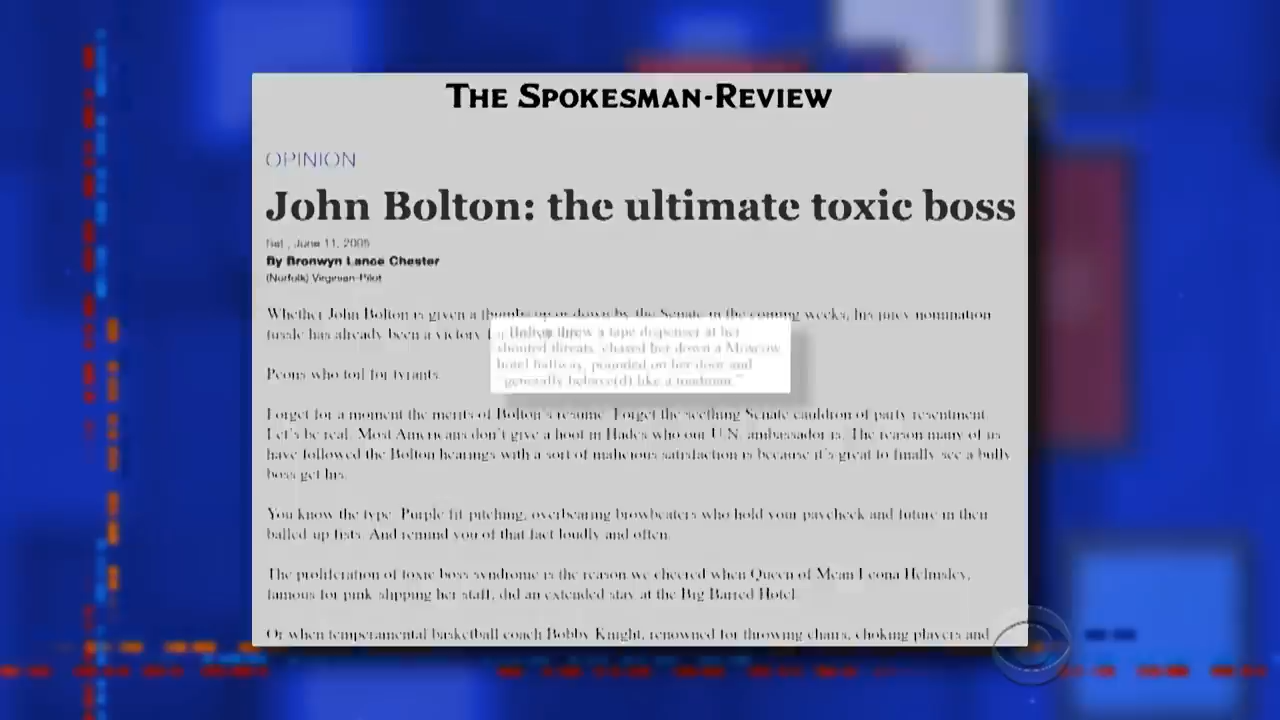 THE SPOKESMAN-REVIEW
OPINION
John Bolton: the ultimate toxic boss
Sat., June 11, 2005
By Bronwyn Lance Chester
(Norfolk) Virginian-Pilot
Whether John Bolton is given a thumbs up or down by the Senate in the coming weeks, his juicy nomination
tussle has already been a victory
Bolton threw a tape dispenser at her
shouted threats, chased her down a Moscow
hotel hallway, pounded on her door and
"generally behave(d) like a madman."
Peons who toil for tyrants.
Forget for a moment the merits of Bolton's resume. Forget the seething Senate cauldron of party resentment.
Let's be real. Most Americans don't give a hoot in Hades who our U.N. ambassador is. The reason many of us
have followed the Bolton hearings with a sort of malicious satisfaction is because it's great to finally see a bully
boss get his.
You know the type. Purple fit pitching, overbearing browbeaters who hold your paycheck and future in their
balled up fists. And remind you of that fact loudly and often.
The proliferation of toxic boss syndrome is the reason we cheered when Queen of Mean Leona Helmsley,
famous for pink slipping her staff, did an extended stay at the Big Barred Hotel.
Or when temperamental basketball coach Bobby Knight, renowned for throwing chairs, choking players and